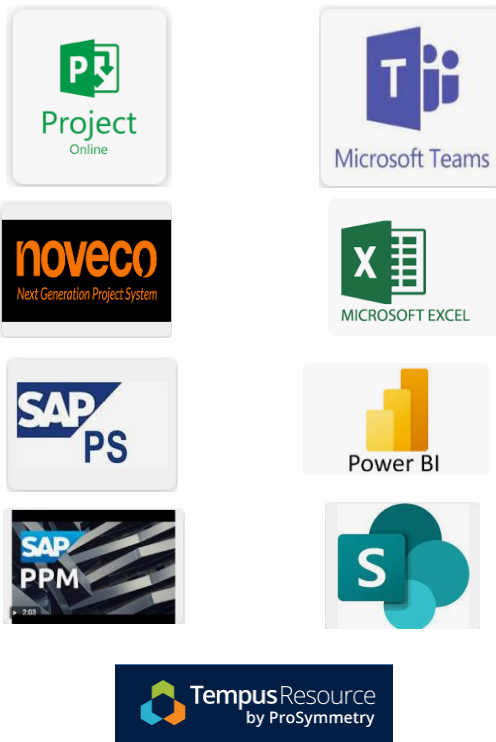 P
Project
Online
T
Microsoft Teams
noveco
Next Generation Project System
X
MICROSOFT EXCEL
SAP
PS
Power BI
SAP
PPM
2:03
S
Tempus Resource
by ProSymmetry